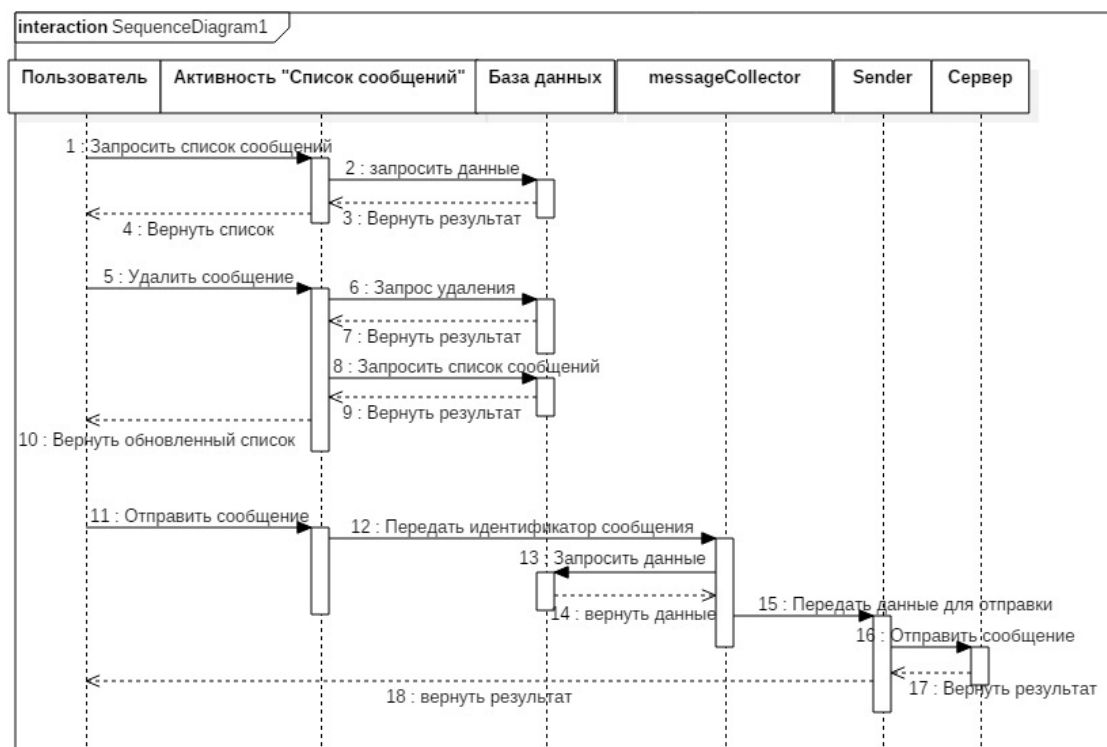 interaction SequenceDiagram1
Пользователь Активность "Список сообщений" База данных messageCollector Sender Сервер
1 : Запросить список сообщений
2 : запросить данные
3 : Вернуть результат
4 : Вернуть список
5 : Удалить сообщение
6 : Запрос удаления
7 : Вернуть результат
8 : Запросить список сообщений
9 : Вернуть результат
10 : Вернуть обновленный список
11 : Отправить сообщение
12 : Передать идентификатор сообщения
13 : Запросить данные
14 : вернуть данные
15 : Передать данные для отправки
16 : Отправить сообщение
17 : Вернуть результат
18 : вернуть результат